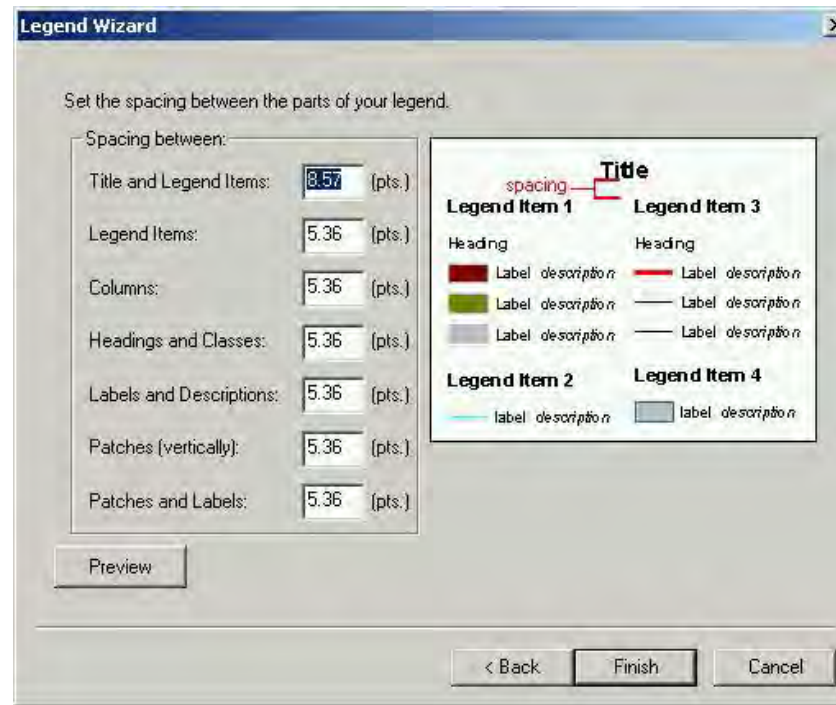 Legend Wizard
Set the spacing between the parts of your legend.
Spacing between:
Title and Legend Items: 8.57 (pts.)
Legend Items: 5.36 (pts.)
Columns: 5.36 (pts.)
Headings and Classes: 5.36 (pts.)
Labels and Descriptions: 5.36 (pts.)
Patches (vertically): 5.36 (pts.)
Patches and Labels: 5.36 (pts.)
Title
spacing
Legend Item 1 Legend Item 3
Heading Heading
Label description Label description
Label description Label description
Label description Label description
Legend Item 2 Legend Item 4
label description label description
Preview
< Back Finish Cancel